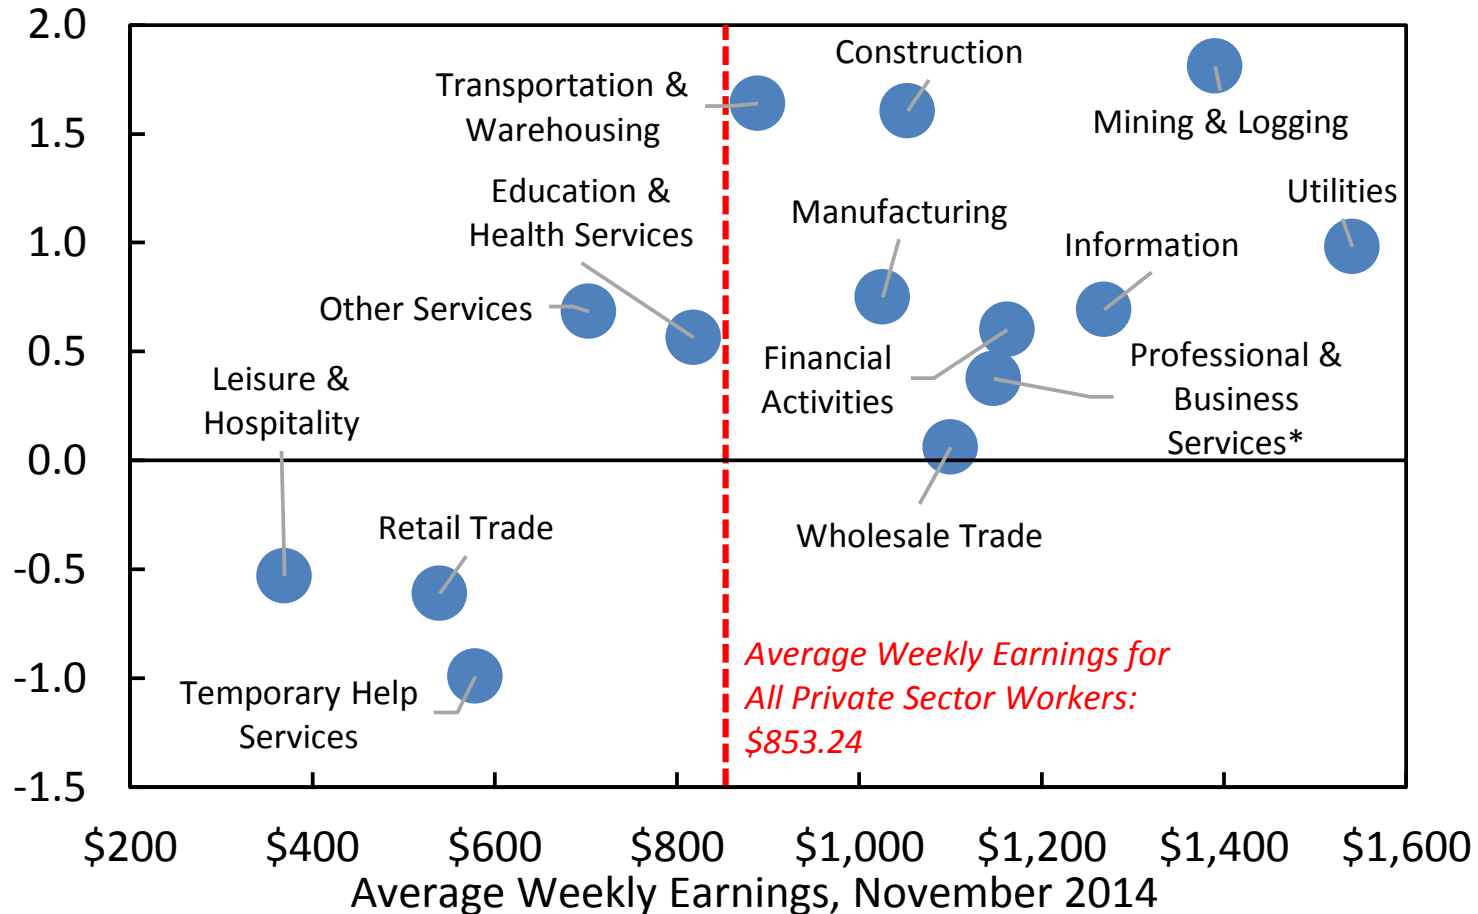 2.0
1.5
1.0
0.5
0.0
-0.5
-1.0
-1.5
Construction
Transportation &
Warehousing
Mining & Logging
Education &
Health Services
Manufacturing
Utilities
Information
Other Services
Financial
Activities
Professional &
Business
Services*
Leisure &
Hospitality
Retail Trade
Wholesale Trade
Temporary Help
Services
Average Weekly Earnings for
All Private Sector Workers:
$853.24
$200 $400 $600 $800 $1,000 $1,200 $1,400 $1,600
Average Weekly Earnings, November 2014